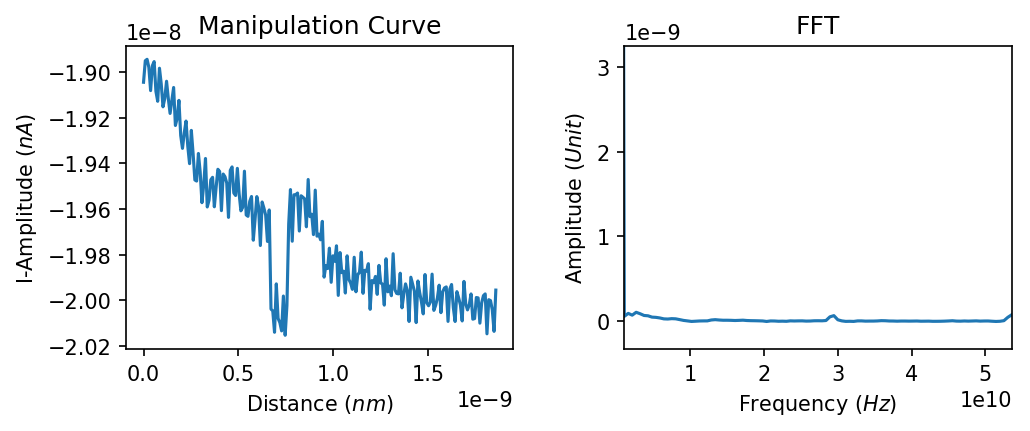 Manipulation Curve
1e−8
I-Amplitude (nA)
−1.90
−1.92
−1.94
−1.96
−1.98
−2.00
−2.02
0.0 0.5 1.0 1.5
Distance (nm)
1e−9
FFT
1e−9
Amplitude (Unit)
3
2
1
0
1 2 3 4 5
Frequency (Hz)
1e10